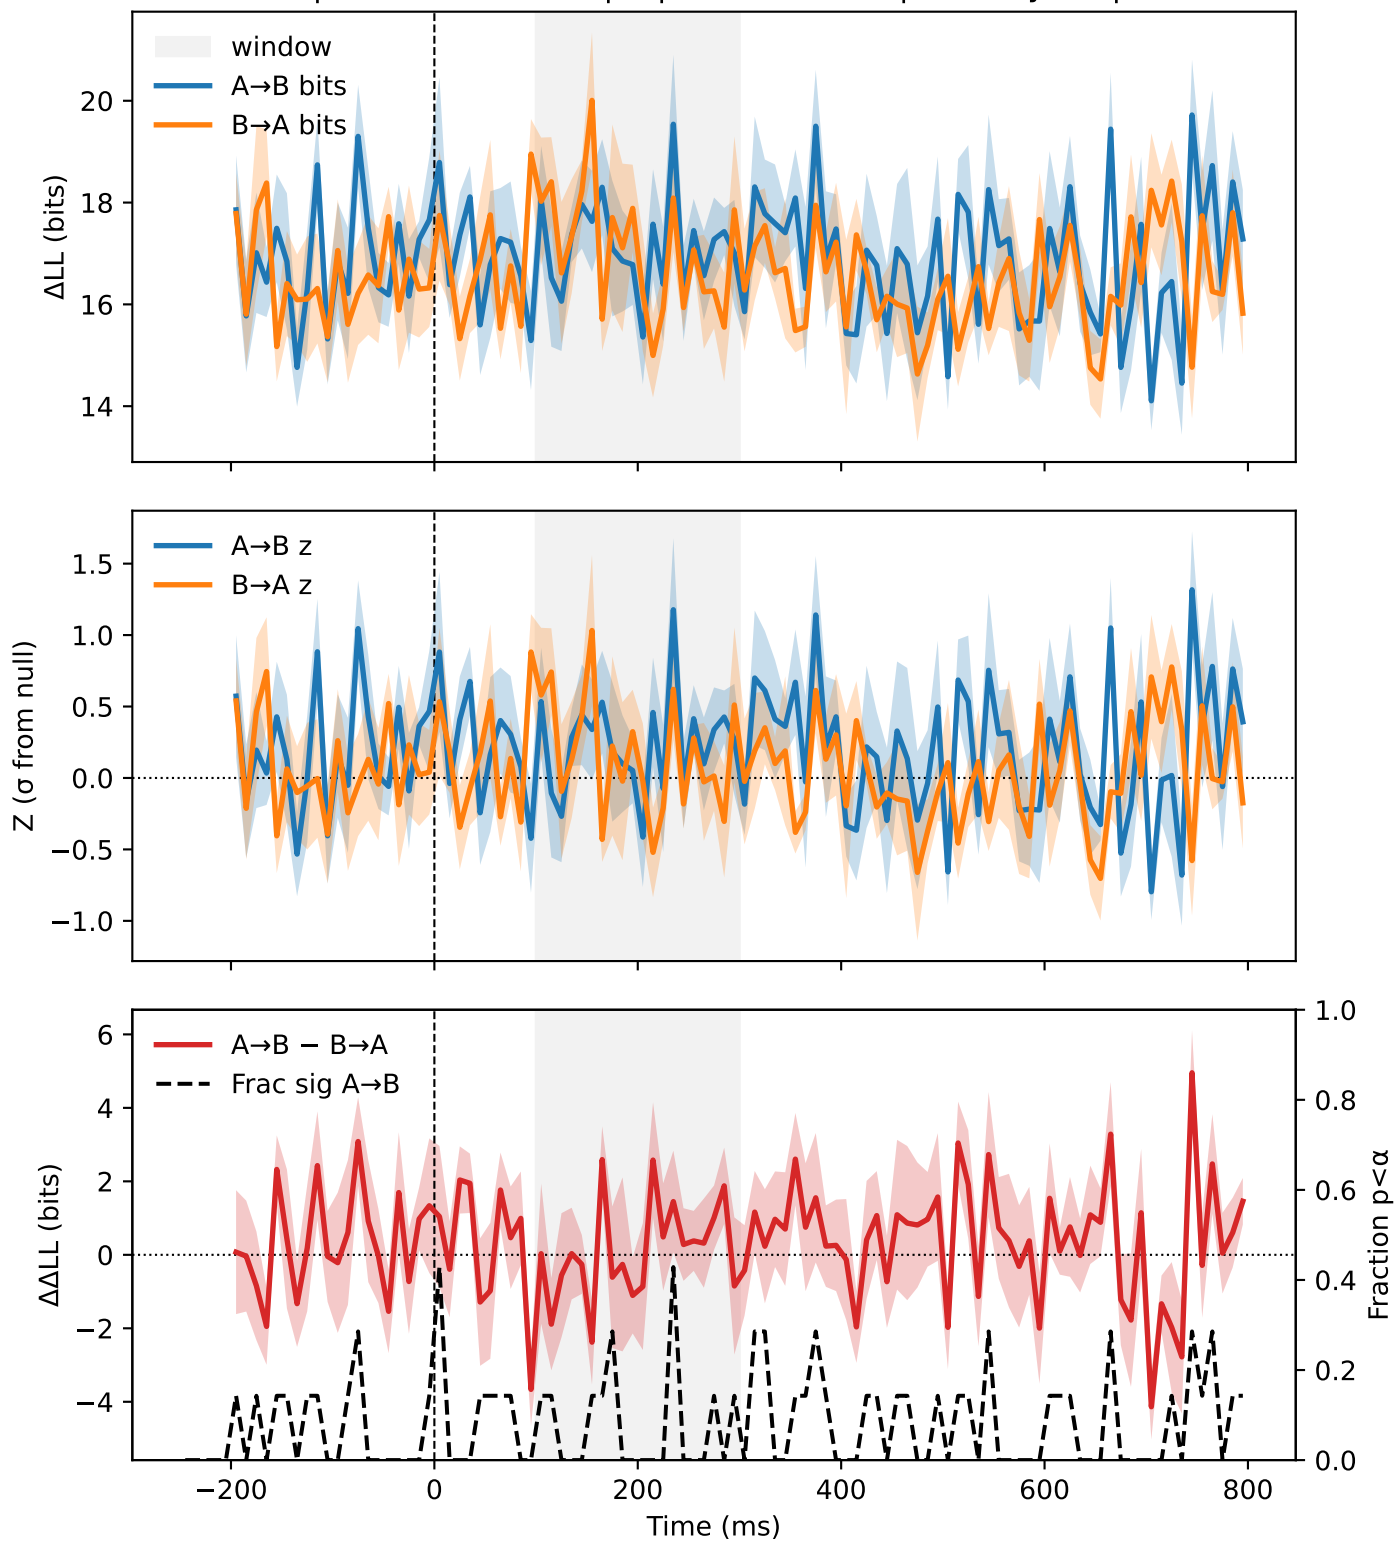 window
A→B bits
B→A bits
20
18
16
14
ΔLL (bits)
A→B z
B→A z
1.5
1.0
0.5
0.0
−0.5
−1.0
Z (σ from null)
A→B − B→A
Frac sig A→B
6
4
2
0
−2
−4
ΔΔLL (bits)
1.0
0.8
0.6
0.4
0.2
0.0
Fraction p<α
−200 0 200 400 600 800
Time (ms)